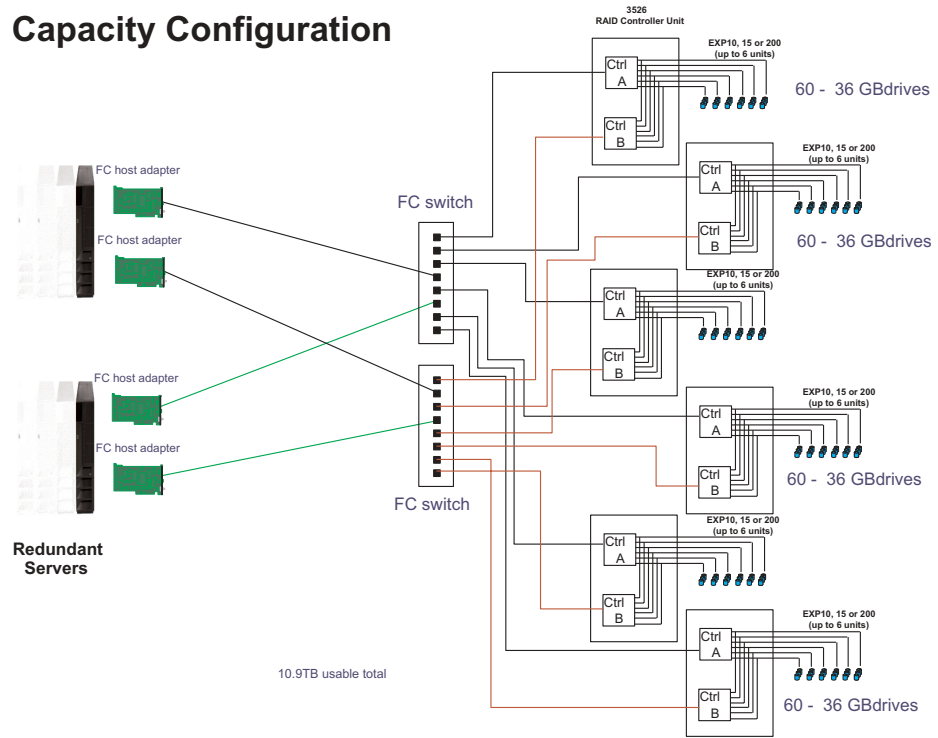 Capacity Configuration
3526
RAID Controller Unit
EXP10, 15 or 200
(up to 6 units)
Ctrl
A
60 - 36 GBdrives
Ctrl
B
EXP10, 15 or 200
(up to 6 units)
FC host adapter
Ctrl
A
FC switch
Ctrl
B
60 - 36 GBdrives
FC host adapter
EXP10, 15 or 200
(up to 6 units)
Ctrl
A
Ctrl
B
FC host adapter
EXP10, 15 or 200
(up to 6 units)
Ctrl
A
FC host adapter
Ctrl
B
60 - 36 GBdrives
FC switch
EXP10, 15 or 200
(up to 6 units)
Ctrl
A
Redundant
Servers
Ctrl
B
EXP10, 15 or 200
(up to 6 units)
Ctrl
A
10.9TB usable total
Ctrl
B
60 - 36 GBdrives